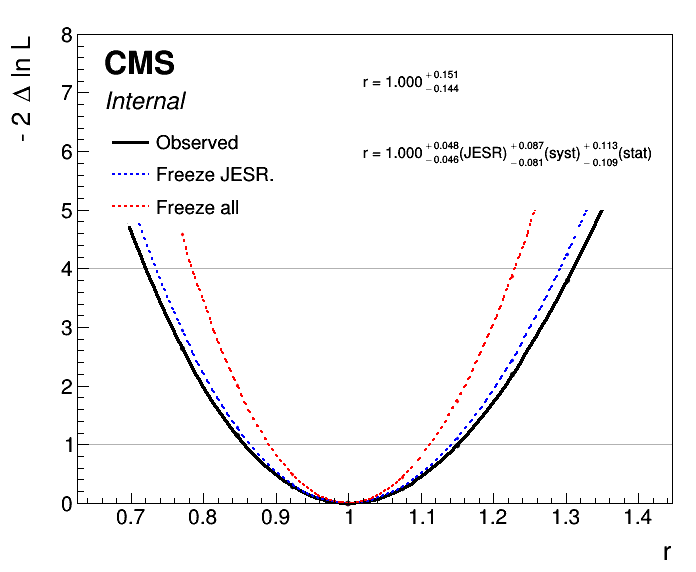 - 2 Δ ln L
8
7
6
5
4
3
2
1
0
CMS
Internal
Observed
Freeze JESR.
Freeze all
r = 1.000 +0.151 −0.144
r = 1.000 +0.048 −0.046 (JESR) +0.087 −0.081 (syst) +0.113 −0.109 (stat)
0.7 0.8 0.9 1 1.1 1.2 1.3 1.4
r